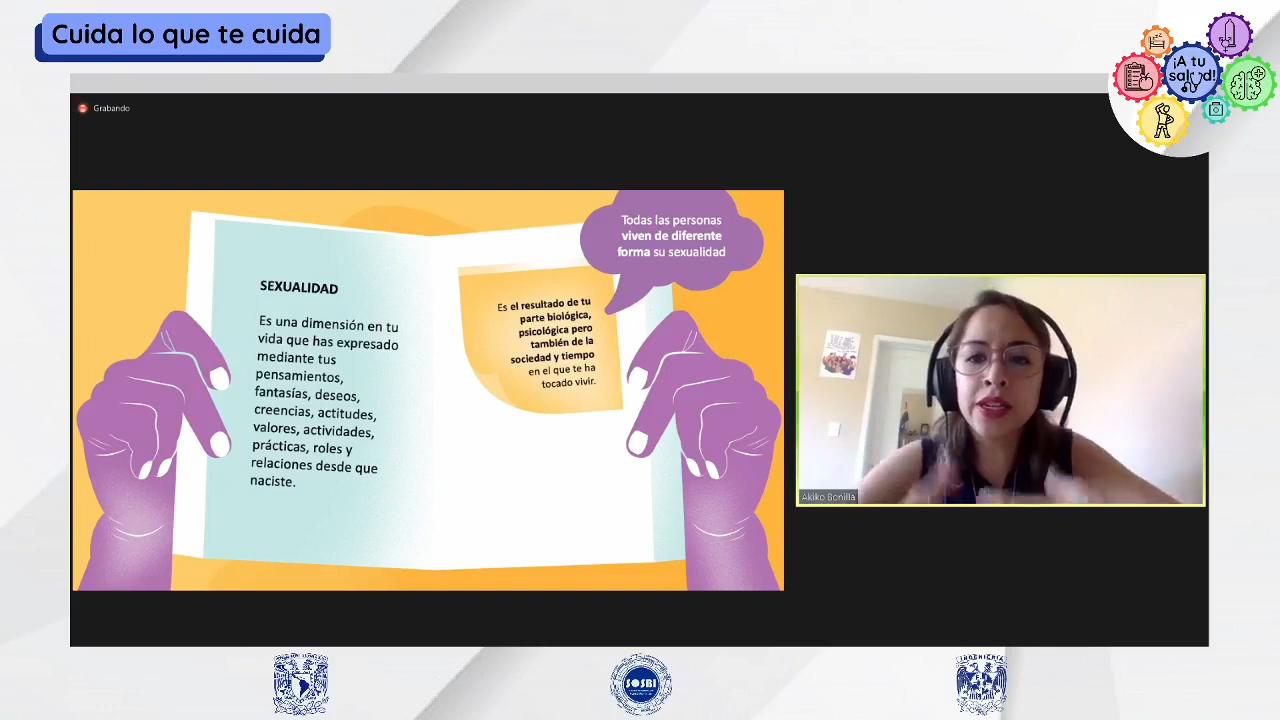 Cuida lo que te cuida
¡A tu
salud!
Grabando
Todas las personas
viven de diferente
forma su sexualidad
SEXUALIDAD
Es una dimensión en tu
vida que has expresado
mediante tus
pensamientos,
fantasías, deseos,
creencias, actitudes,
valores, actividades,
prácticas, roles y
relaciones desde que
naciste.
Es el resultado de tu
parte biológica,
psicológica pero
también de la
sociedad y tiempo
en el que te ha
tocado vivir.
Akiko Bonilla
SOSBI
INGENIERIA